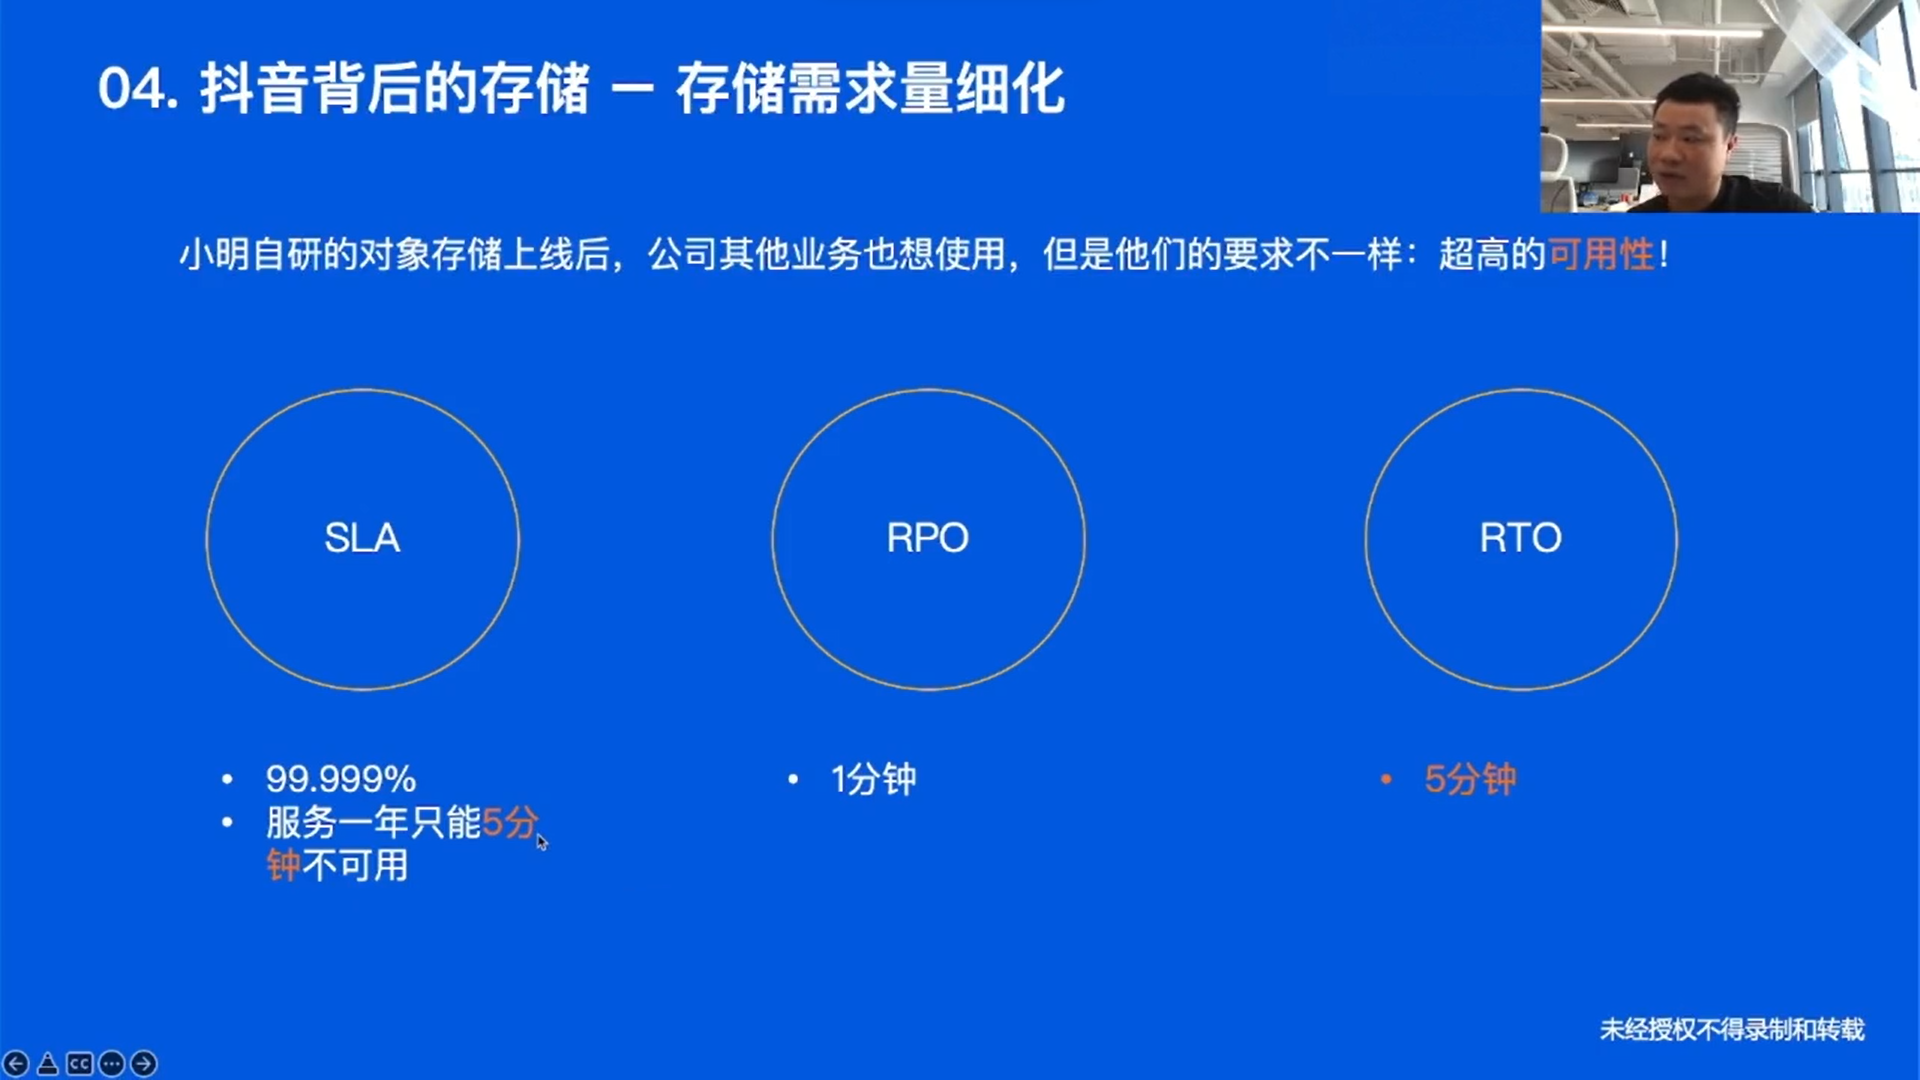 04. 抖音背后的存储 － 存储需求量细化
小明自研的对象存储上线后，公司其他业务也想使用，但是他们的要求不一样：超高的可用性！
SLA
RPO
RTO
• 99.999%
• 服务一年只能5分
钟不可用
• 1分钟
• 5分钟
未经授权不得录制和转载
CC